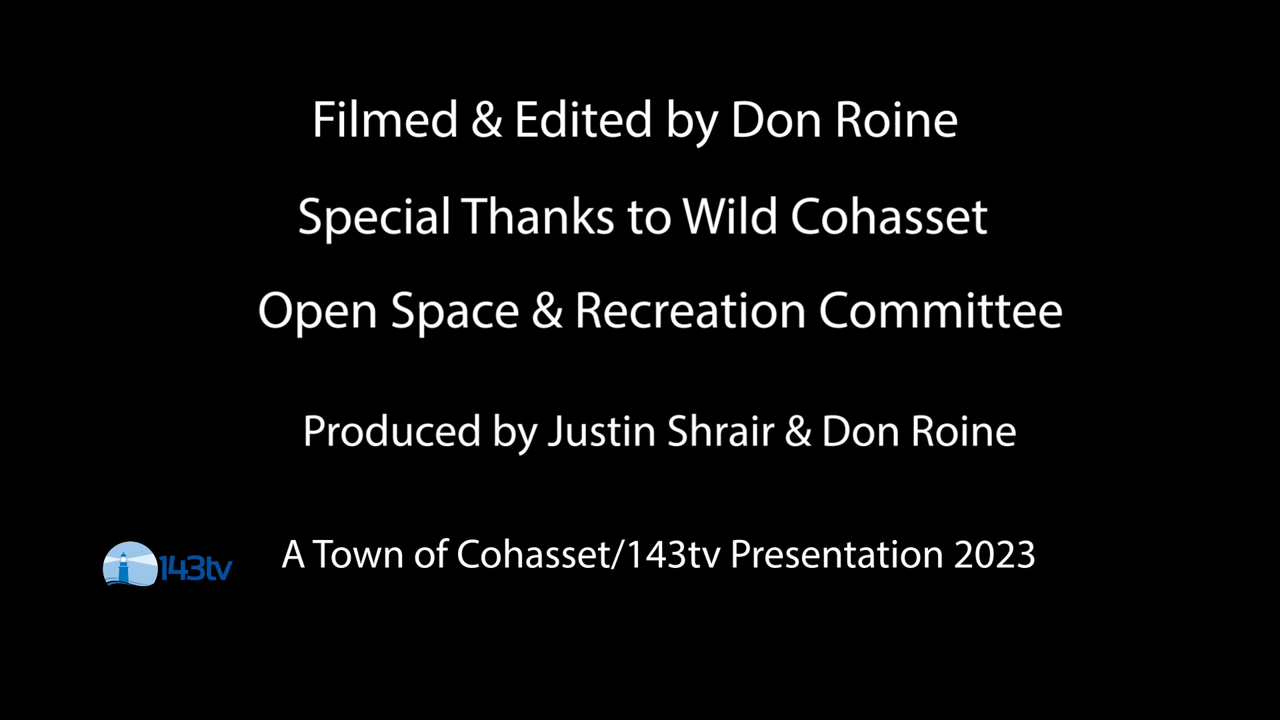 Filmed & Edited by Don Roine
Special Thanks to Wild Cohasset
Open Space & Recreation Committee
Produced by Justin Shrair & Don Roine
143tv
A Town of Cohasset/143tv Presentation 2023